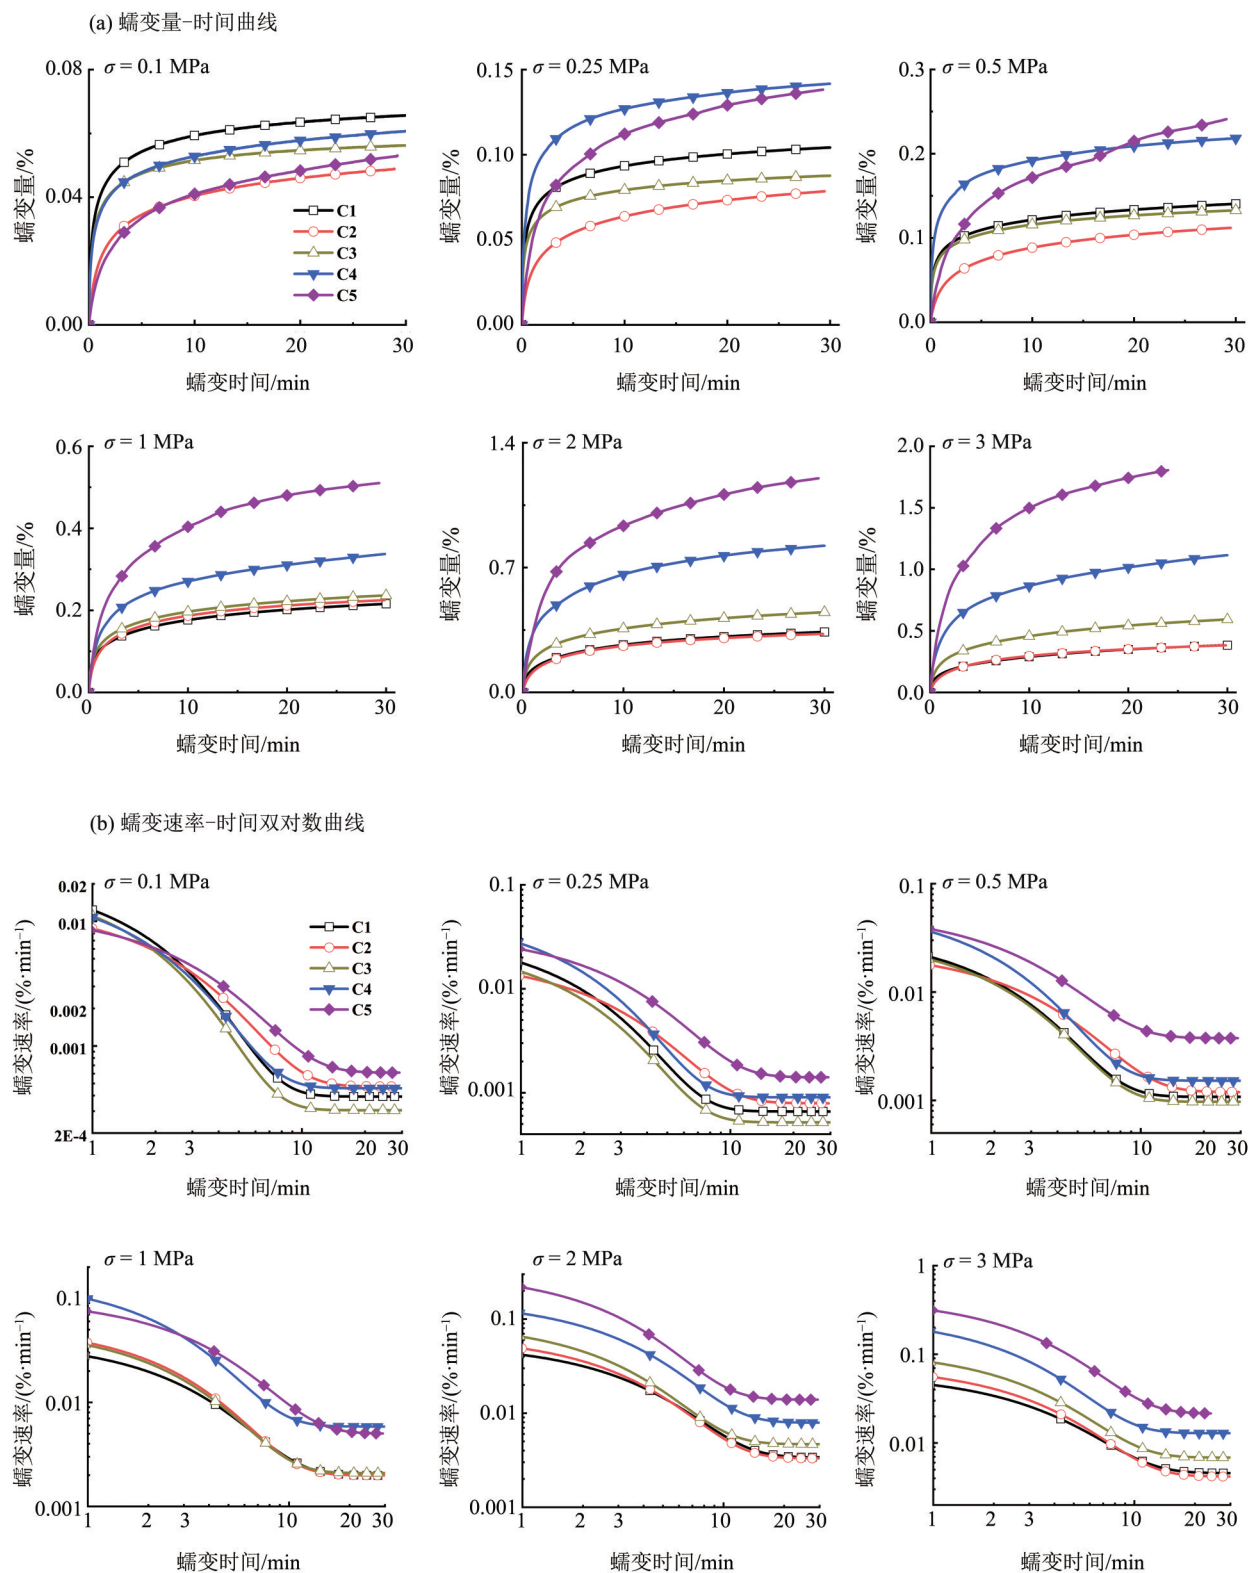 (a) 蠕变量-时间曲线
σ = 0.1 MPa
0.08
0.04
0.00
蠕变量/%
C1
C2
C3
C4
C5
0 10 20 30
蠕变时间/min
σ = 0.25 MPa
0.15
0.10
0.05
0.00
蠕变量/%
0 10 20 30
蠕变时间/min
σ = 0.5 MPa
0.3
0.2
0.1
0.0
蠕变量/%
0 10 20 30
蠕变时间/min
σ = 1 MPa
0.6
0.4
0.2
0.0
蠕变量/%
0 10 20 30
蠕变时间/min
σ = 2 MPa
1.4
0.7
0.0
蠕变量/%
0 10 20 30
蠕变时间/min
σ = 3 MPa
2.0
1.5
1.0
0.5
0.0
蠕变量/%
0 10 20 30
蠕变时间/min
(b) 蠕变速率-时间双对数曲线
σ = 0.1 MPa
0.02
0.01
0.002
0.001
2E-4
蠕变速率/(%·min⁻¹)
C1
C2
C3
C4
C5
1 2 3 10 20 30
蠕变时间/min
σ = 0.25 MPa
0.1
0.01
0.001
蠕变速率/(%·min⁻¹)
1 2 3 10 20 30
蠕变时间/min
σ = 0.5 MPa
0.1
0.01
0.001
蠕变速率/(%·min⁻¹)
1 2 3 10 20 30
蠕变时间/min
σ = 1 MPa
0.1
0.01
0.001
蠕变速率/(%·min⁻¹)
1 2 3 10 20 30
蠕变时间/min
σ = 2 MPa
0.1
0.01
0.001
蠕变速率/(%·min⁻¹)
1 2 3 10 20 30
蠕变时间/min
σ = 3 MPa
1
0.1
0.01
蠕变速率/(%·min⁻¹)
1 2 3 10 20 30
蠕变时间/min